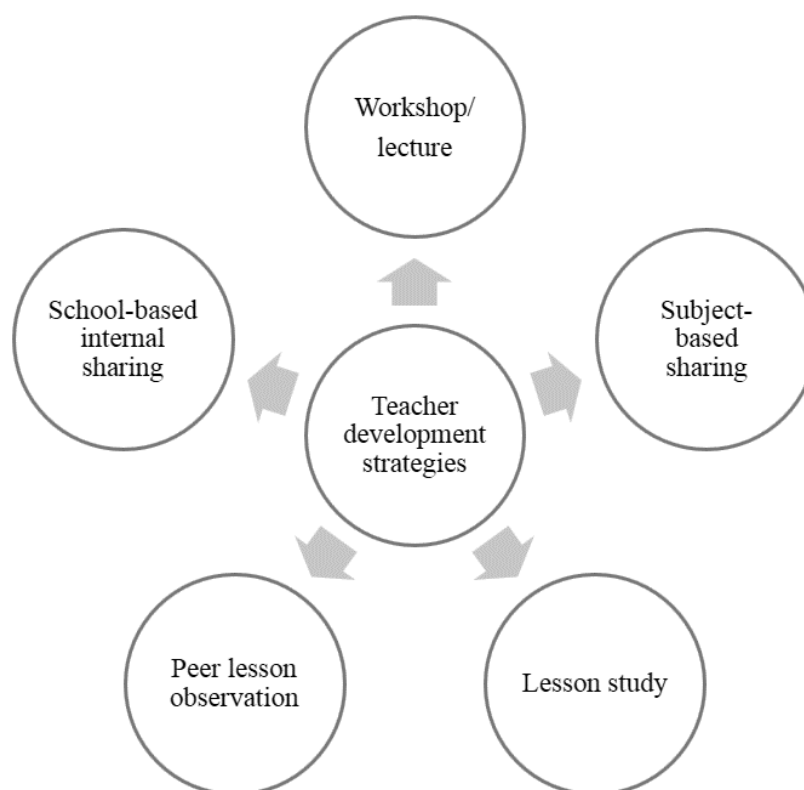 Workshop/
lecture
School-based
internal
sharing
Subject-
based
sharing
Teacher
development
strategies
Peer lesson
observation
Lesson study